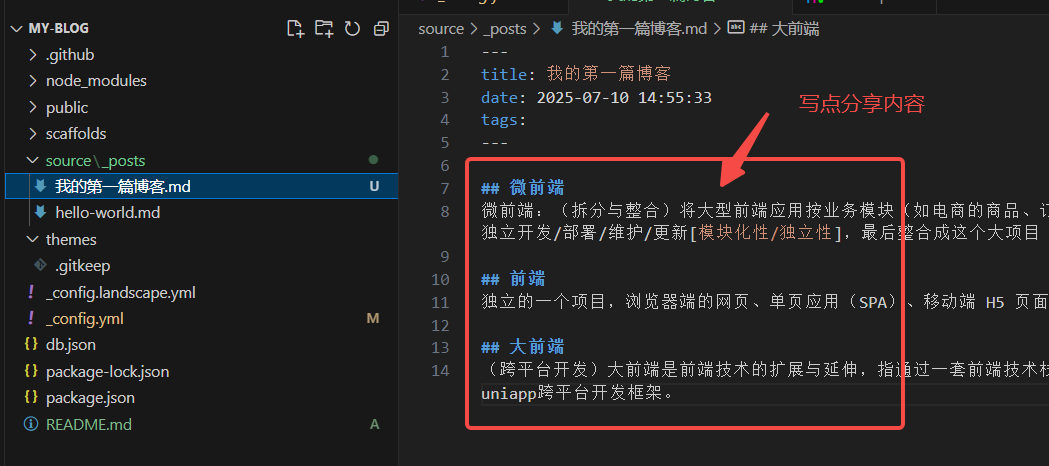 MY-BLOG
.github
node_modules
public
scaffolds
source\_posts
我的第一篇博客.md U
hello-world.md
themes
.gitkeep
! _config.landscape.yml
! _config.yml M
{} db.json
{} package-lock.json
{} package.json
README.md A
source > _posts > 我的第一篇博客.md > abc ## 大前端
1 ---
2 title: 我的第一篇博客
3 date: 2025-07-10 14:55:33
4 tags:
5 ---
写点分享内容
6
7 ## 微前端
8 微前端：（拆分与整合）将大型前端应用按业务模块（如电商的商品、订
独立开发/部署/维护/更新[模块化性/独立性]，最后整合成这个大项目
9
10 ## 前端
11 独立的一个项目，浏览器端的网页、单页应用（SPA）、移动端 H5 页面
12
13 ## 大前端
14 （跨平台开发）大前端是前端技术的扩展与延伸，指通过一套前端技术栈
uniapp跨平台开发框架。